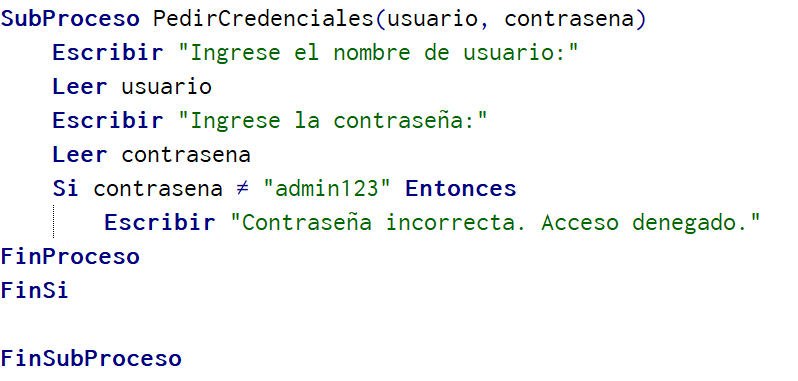 SubProceso PedirCredenciales(usuario, contrasena)
Escribir "Ingrese el nombre de usuario:"
Leer usuario
Escribir "Ingrese la contraseña:"
Leer contrasena
Si contrasena ≠ "admin123" Entonces
Escribir "Contraseña incorrecta. Acceso denegado."
FinProceso
FinSi
FinSubProceso